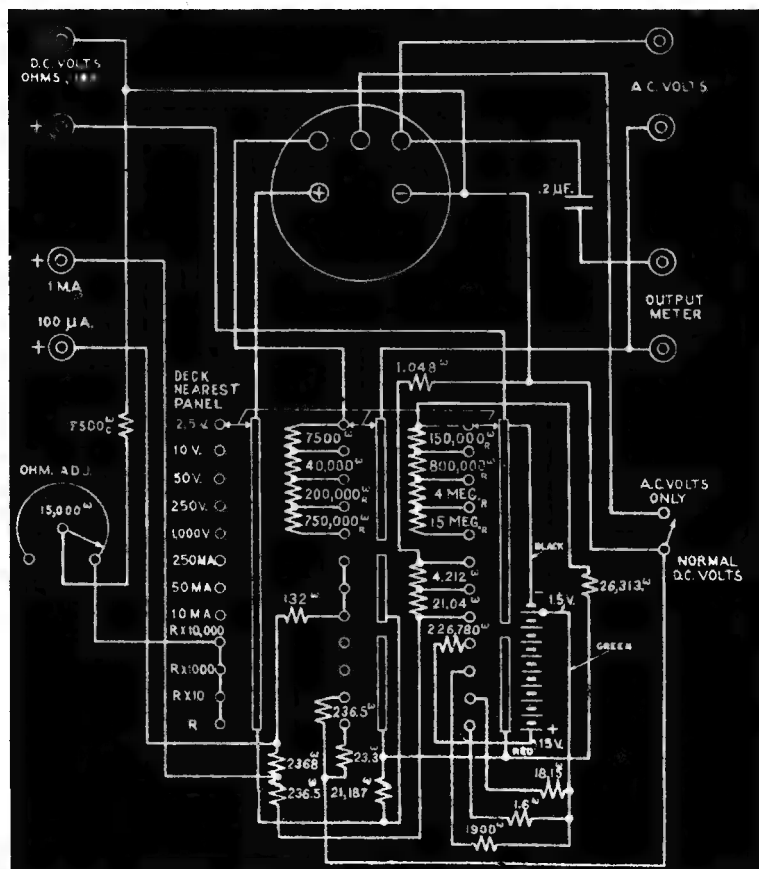 D.C. VOLTS
OHMS
A.C. VOLTS
+
+
−
.2 µF.
+
1 M.A.
100 µA.
+
OUTPUT
METER
DECK
NEAREST
PANEL
1.048 ω
7500 ω
C
2.5 V.
10 V.
50 V.
250 V.
1,000 V
250 MA
50 MA
10 MA
R X 10,000
R X 1000
R X 10
R
7500 ω
40,000 ω
200,000 ω
R
750,000 ω
R
150,000 ω
R
800,000 ω
R
4 MEG.
R
15 MEG.
R
OHM. ADJ.
15,000 ω
A.C. VOLTS
ONLY
NORMAL
D.C. VOLTS
BLACK
132 ω
4.212 ω
21.04 ω
226,780 ω
−
1.5 V.
26,313 ω
GREEN
236.5 ω
+
15 V.
RED
2368 ω
236.5 ω
23.3 ω
21,187 ω
18.15 ω
1.6 ω
1900 ω